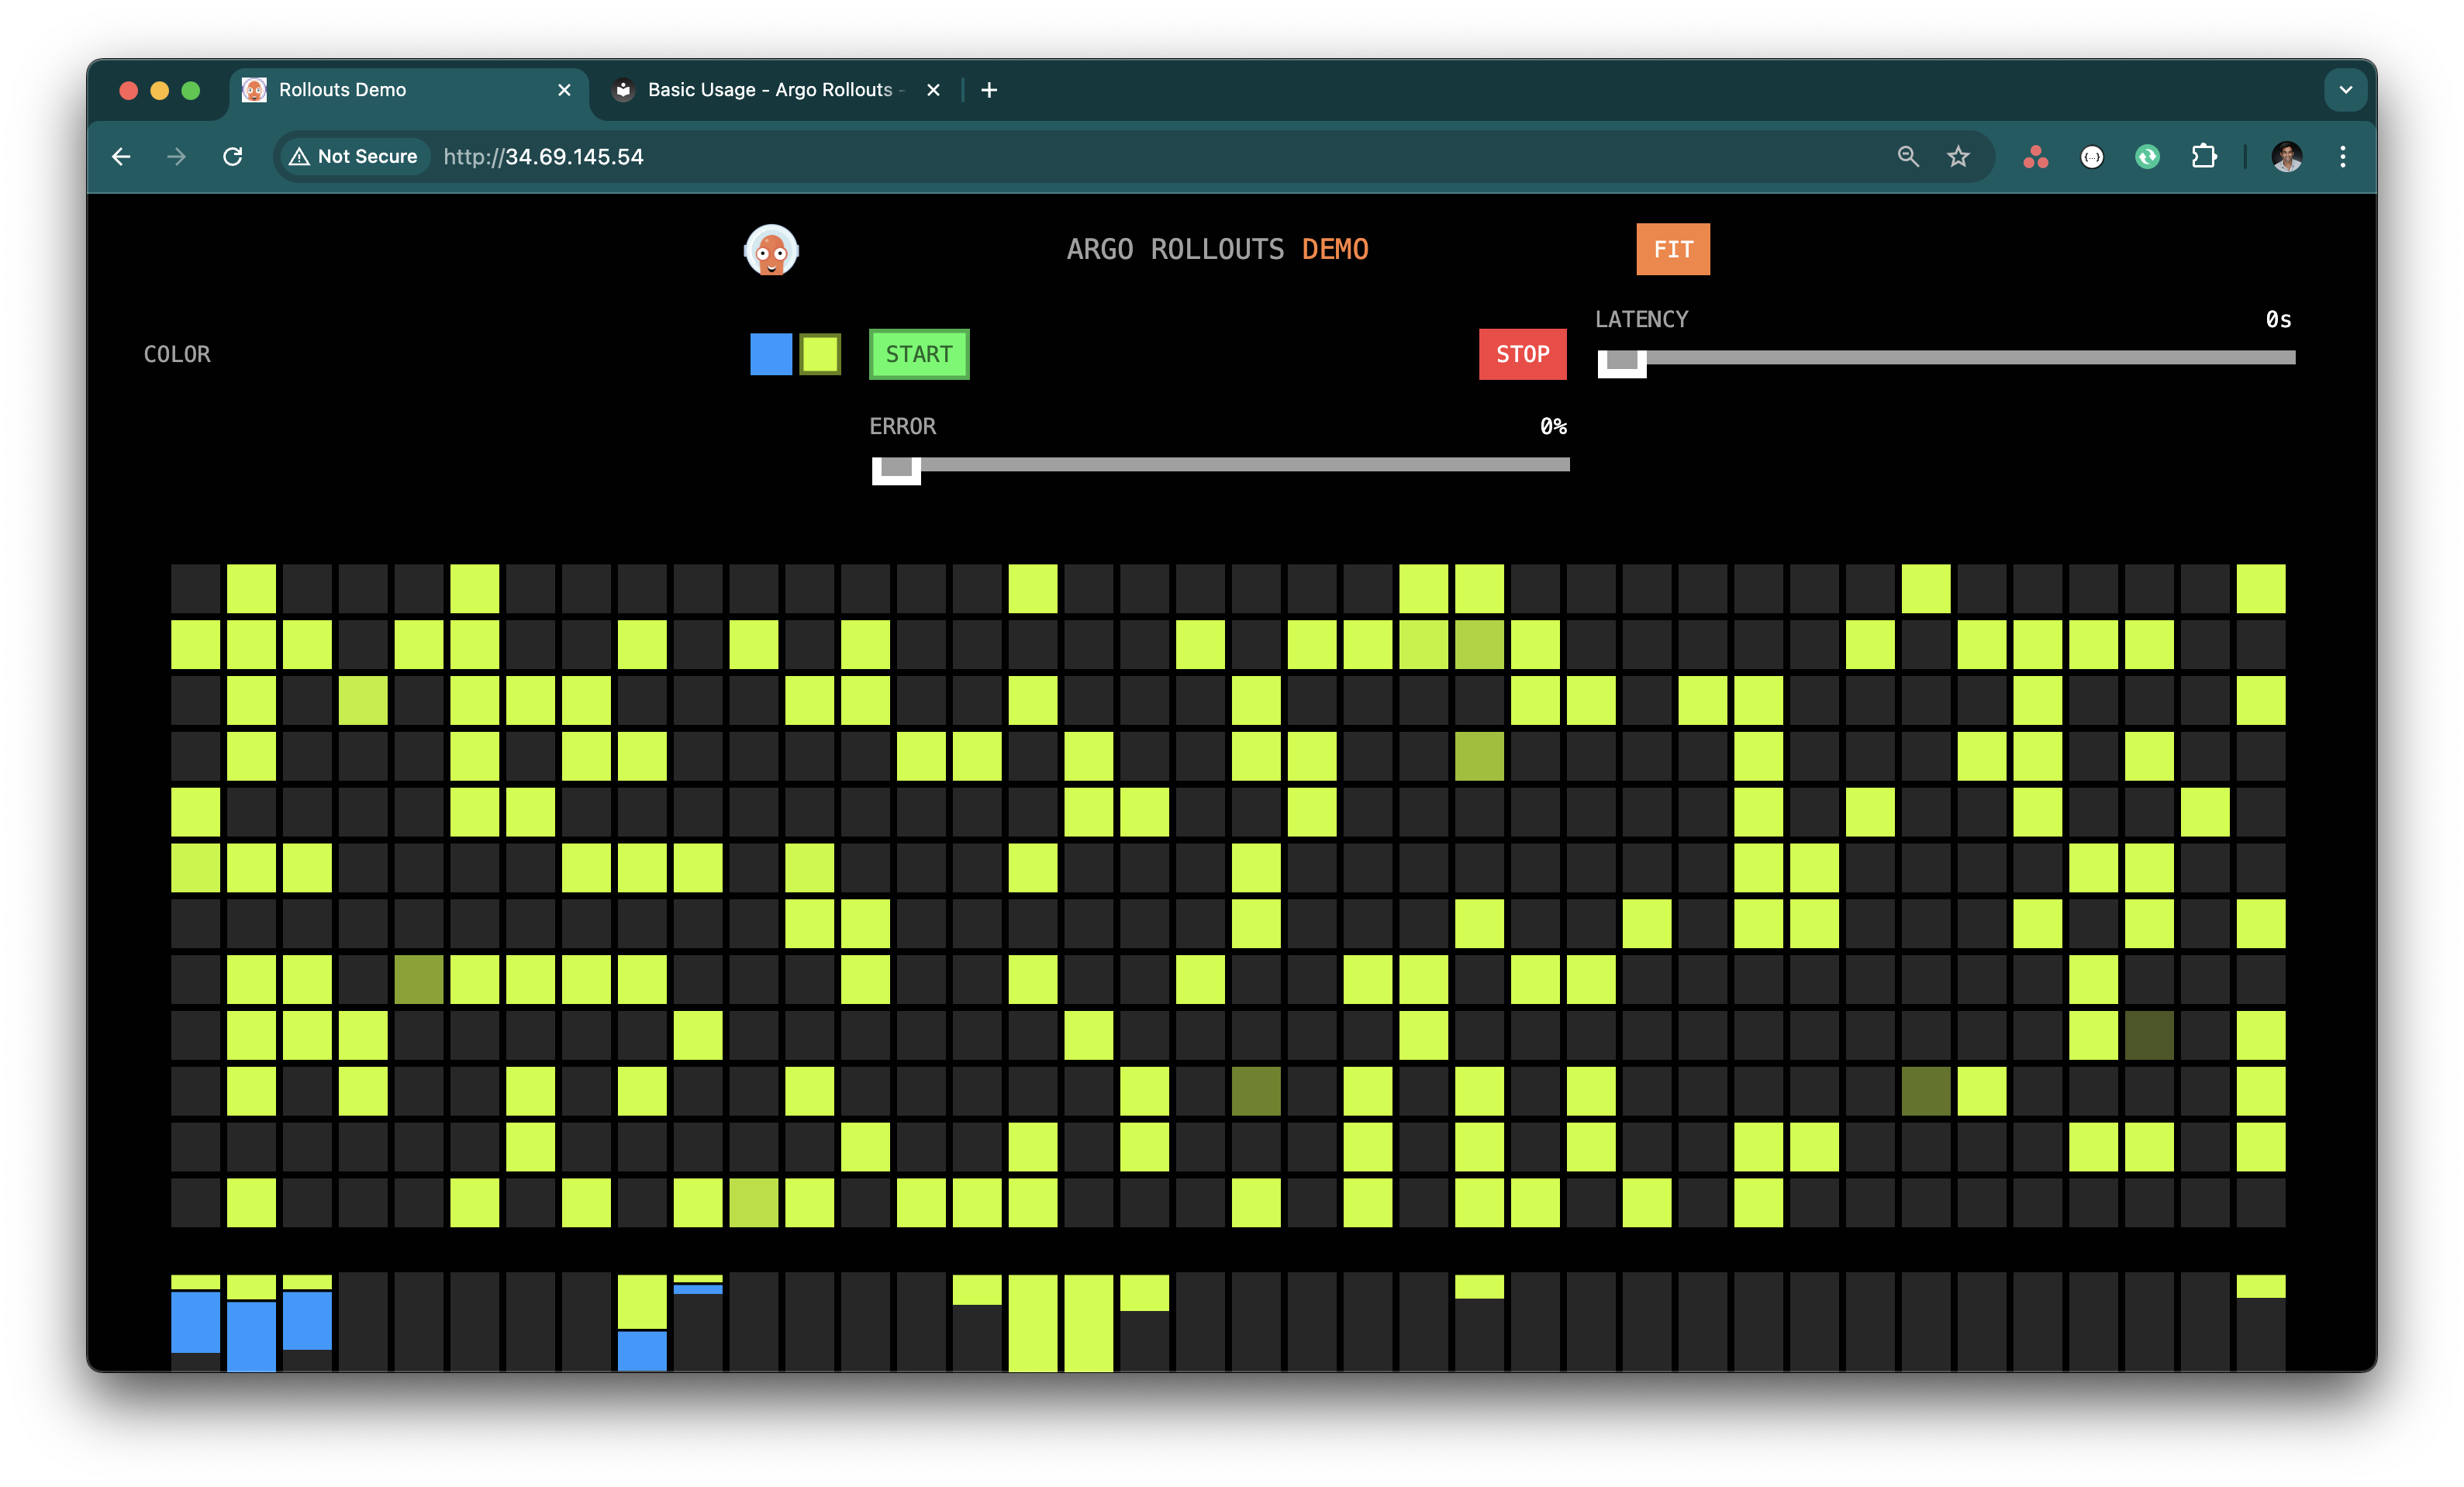 Rollouts Demo
Basic Usage - Argo Rollouts -
Not Secure
http://34.69.145.54
{...}
ARGO ROLLOUTS DEMO
FIT
LATENCY
0s
COLOR
START
STOP
ERROR
0%